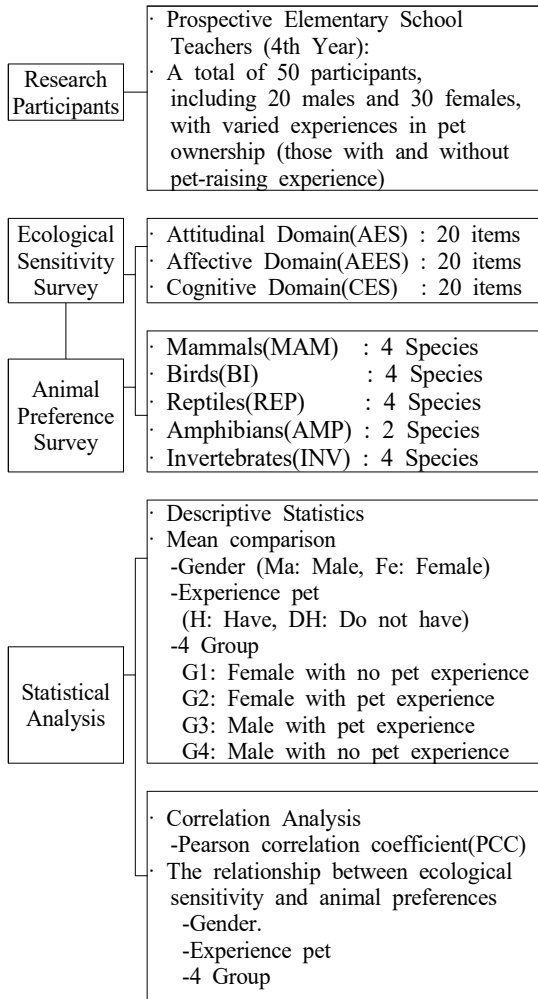 Research
Participants
· Prospective Elementary School
Teachers (4th Year):
· A total of 50 participants,
including 20 males and 30 females,
with varied experiences in pet
ownership (those with and without
pet-raising experience)
Ecological
Sensitivity
Survey
· Attitudinal Domain(AES) : 20 items
· Affective Domain(AEES) : 20 items
· Cognitive Domain(CES) : 20 items
Animal
Preference
Survey
· Mammals(MAM) : 4 Species
· Birds(BI) : 4 Species
· Reptiles(REP) : 4 Species
· Amphibians(AMP) : 2 Species
· Invertebrates(INV) : 4 Species
Statistical
Analysis
· Descriptive Statistics
· Mean comparison
-Gender (Ma: Male, Fe: Female)
-Experience pet
(H: Have, DH: Do not have)
-4 Group
G1: Female with no pet experience
G2: Female with pet experience
G3: Male with pet experience
G4: Male with no pet experience
· Correlation Analysis
-Pearson correlation coefficient(PCC)
· The relationship between ecological
sensitivity and animal preferences
-Gender.
-Experience pet
-4 Group